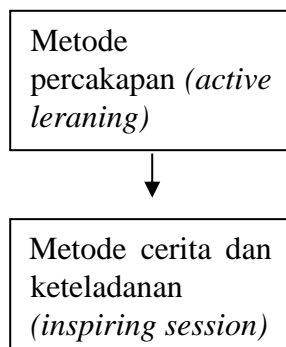 Metode
percakapan (active
leraning)
Metode cerita dan
keteladanan
(inspiring session)